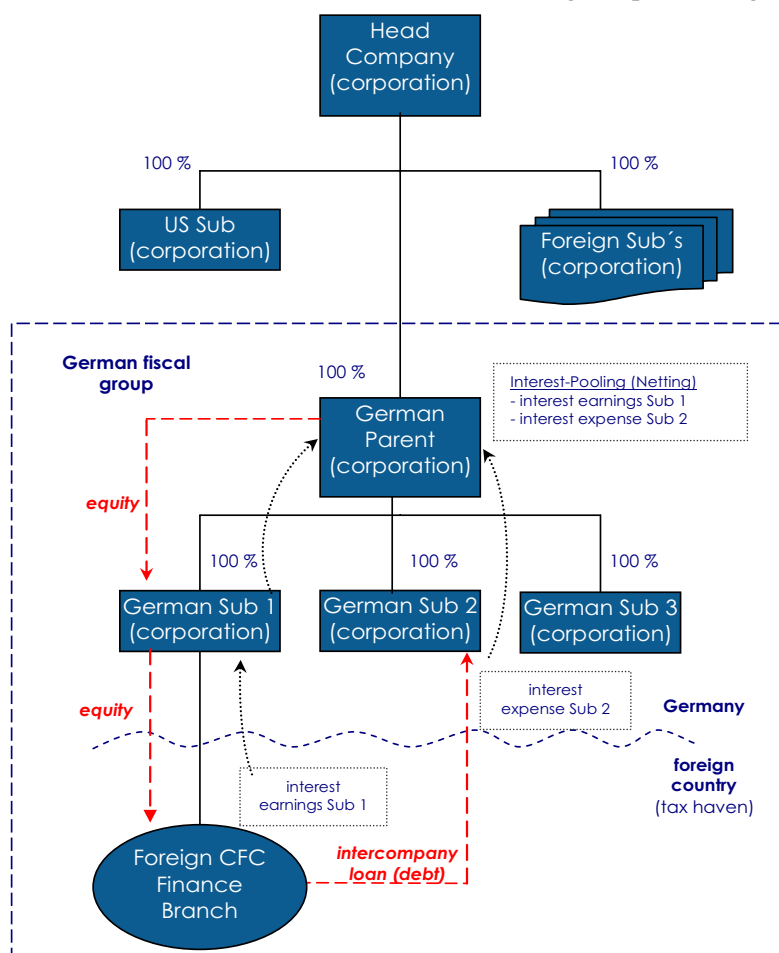 Head
Company
(corporation)
100 %
100 %
US Sub
(corporation)
Foreign Sub´s
(corporation)
German fiscal
group
100 %
Interest-Pooling (Netting)
- interest earnings Sub 1
- interest expense Sub 2
German
Parent
(corporation)
equity
100 %
100 %
100 %
German Sub 1
(corporation)
German Sub 2
(corporation)
German Sub 3
(corporation)
equity
interest
expense Sub 2
Germany
interest
earnings Sub 1
foreign
country
(tax haven)
Foreign CFC
Finance
Branch
intercompany
loan (debt)